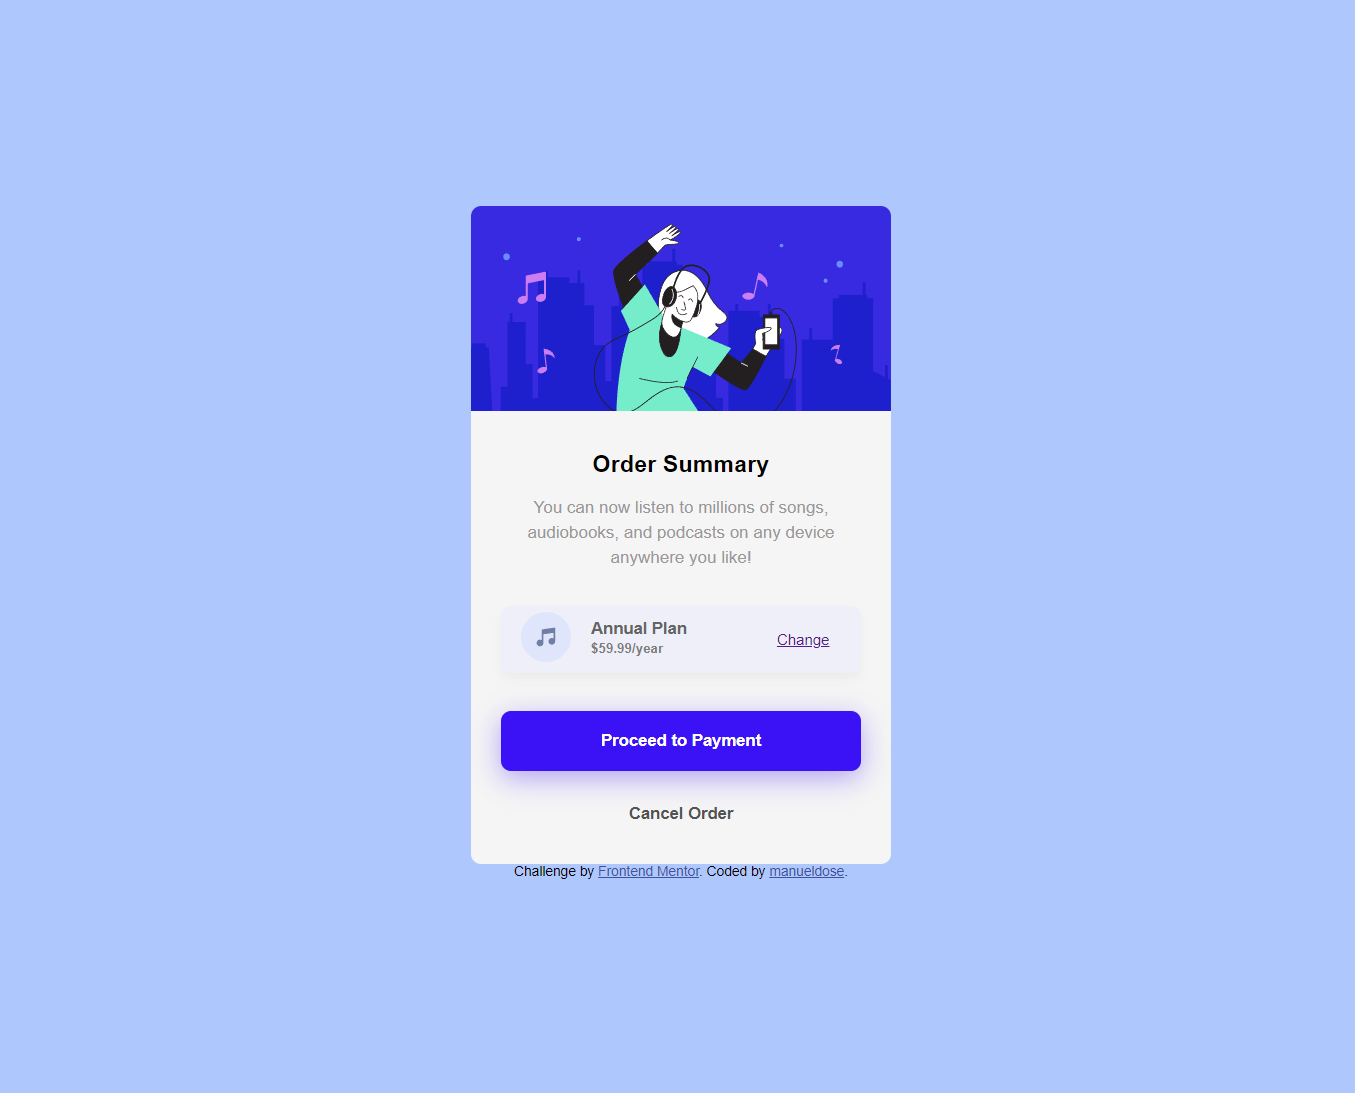 Order Summary
You can now listen to millions of songs,
audiobooks, and podcasts on any device
anywhere you like!
Annual Plan
$59.99/year
Change
Proceed to Payment
Cancel Order
Challenge by Frontend Mentor. Coded by manueldose.